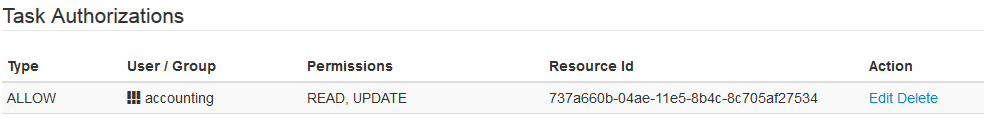 Task Authorizations
Type User / Group Permissions Resource Id Action
ALLOW accounting READ, UPDATE 737a660b-04ae-11e5-8b4c-8c705af27534 Edit Delete